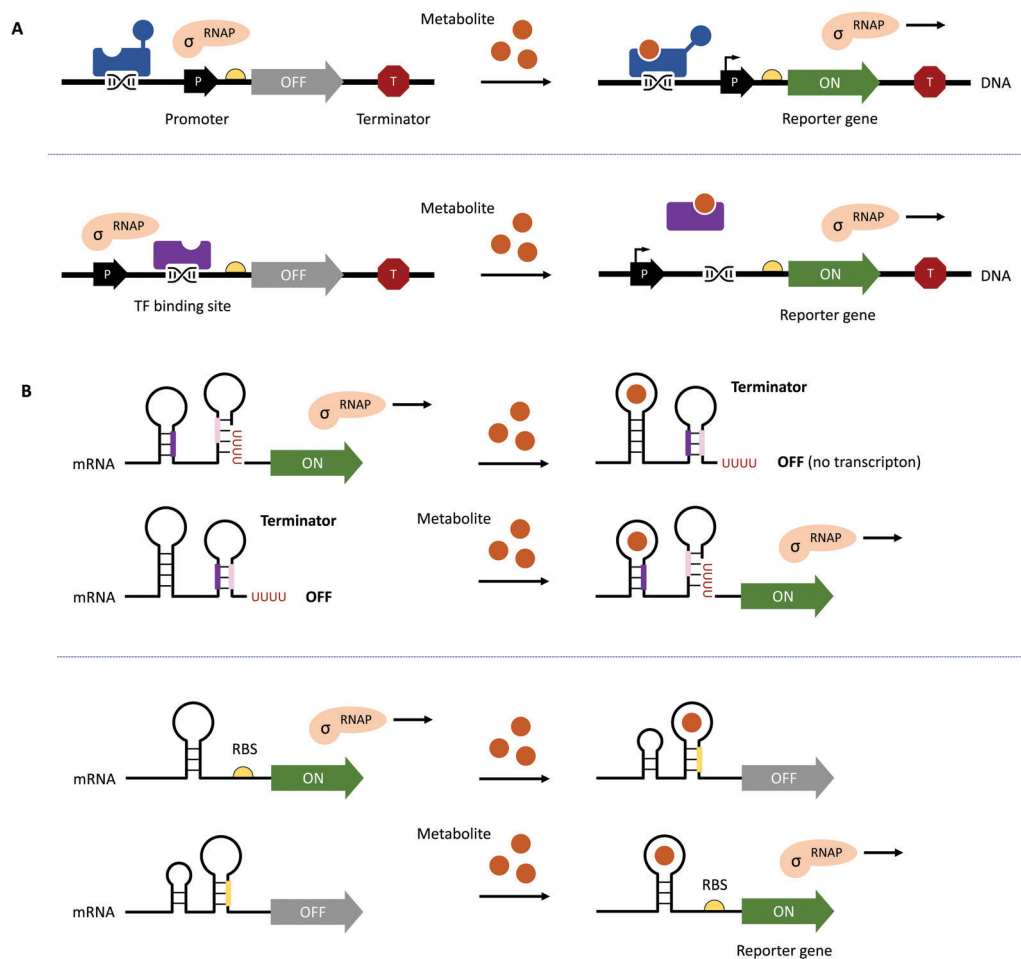 A
σ RNAP
Metabolite
σ RNAP
P OFF T
P ON T DNA
Promoter Terminator
Reporter gene
σ RNAP
Metabolite
σ RNAP
P OFF T
P ON T DNA
TF binding site
Reporter gene
B
σ RNAP
Terminator
UUUU
mRNA ON
UUUU OFF (no transcripton)
Terminator
Metabolite
σ RNAP
UUUU
mRNA UUUU OFF
ON
σ RNAP
RBS
mRNA ON
OFF
Metabolite
σ RNAP
RBS
mRNA OFF
ON
Reporter gene